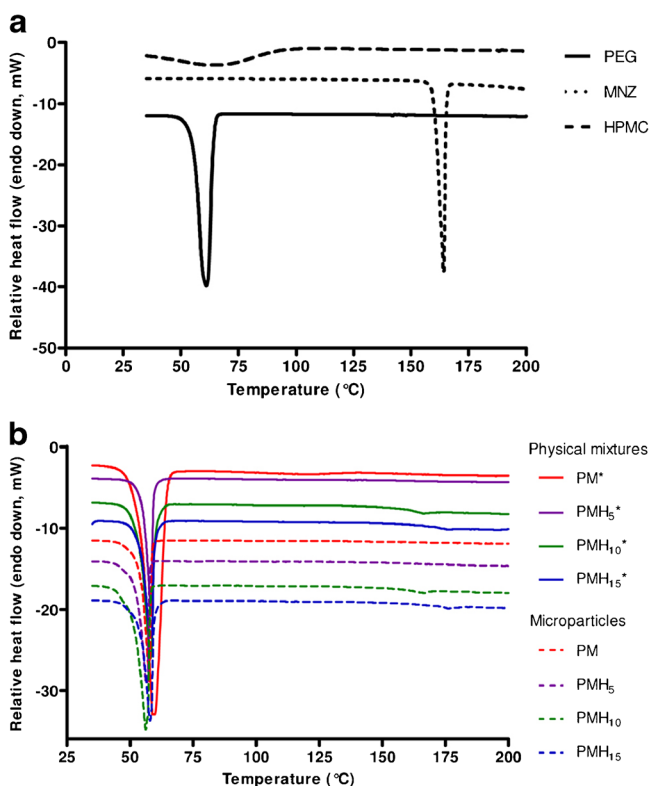 a
Relative heat flow (endo down, mW)
0
-10
-20
-30
-40
-50
0 25 50 75 100 125 150 175 200
Temperature (°C)
PEG
MNZ
HPMC
b
Relative heat flow (endo down, mW)
0
-10
-20
-30
25 50 75 100 125 150 175 200
Temperature (°C)
Physical mixtures
PM*
PMH5*
PMH10*
PMH15*
Microparticles
PM
PMH5
PMH10
PMH15